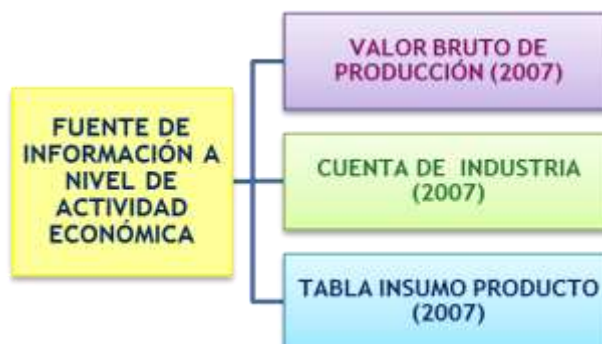 FUENTE DE
INFORMACIÓN A
NIVEL DE
ACTIVIDAD
ECONÓMICA
VALOR BRUTO DE
PRODUCCIÓN (2007)
CUENTA DE INDUSTRIA
(2007)
TABLA INSUMO PRODUCTO
(2007)